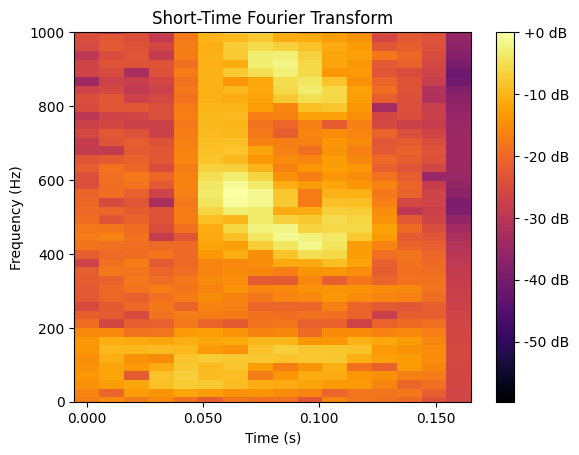 Short-Time Fourier Transform
1000
800
600
400
200
0
Frequency (Hz)
0.000
0.050
0.100
0.150
Time (s)
+0 dB
-10 dB
-20 dB
-30 dB
-40 dB
-50 dB